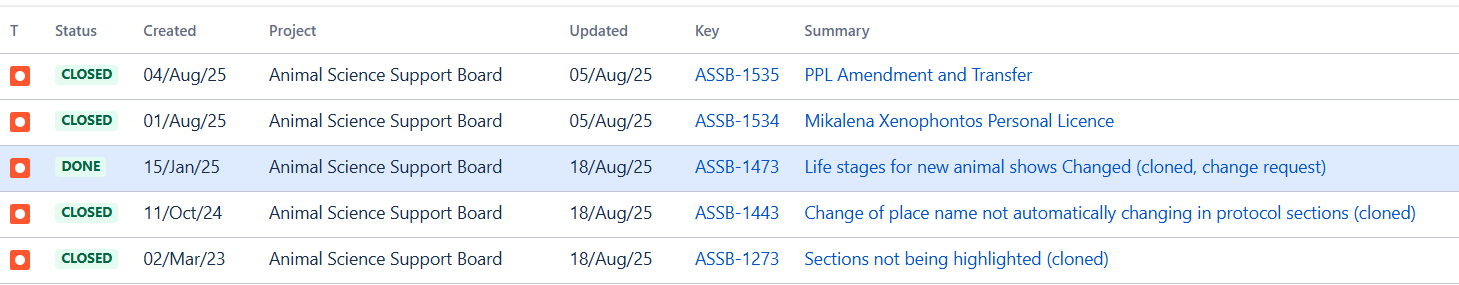 T Status Created Project Updated Key Summary
CLOSED 04/Aug/25 Animal Science Support Board 05/Aug/25 ASSB-1535 PPL Amendment and Transfer
CLOSED 01/Aug/25 Animal Science Support Board 05/Aug/25 ASSB-1534 Mikalena Xenophontos Personal Licence
DONE 15/Jan/25 Animal Science Support Board 18/Aug/25 ASSB-1473 Life stages for new animal shows Changed (cloned, change request)
CLOSED 11/Oct/24 Animal Science Support Board 18/Aug/25 ASSB-1443 Change of place name not automatically changing in protocol sections (cloned)
CLOSED 02/Mar/23 Animal Science Support Board 18/Aug/25 ASSB-1273 Sections not being highlighted (cloned)